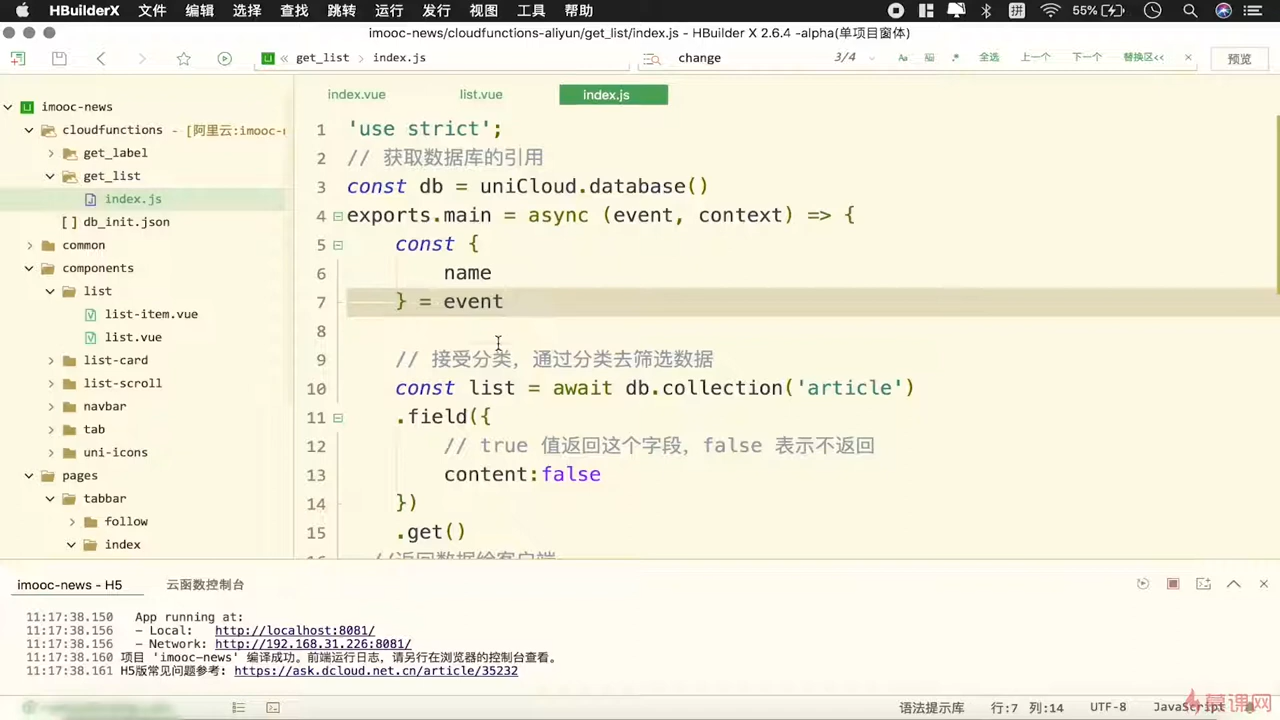 HBuilderX 文件 编辑 选择 查找 跳转 运行 发行 视图 工具 帮助 拼 55%
imooc-news/cloudfunctions-aliyun/get_list/index.js - HBuilder X 2.6.4 -alpha(单项目窗体)
get_list index.js change 3/4 Aa .* 全选 上一个 下一个 替换区<< 预览
index.vue list.vue index.js
imooc-news
cloudfunctions - [阿里云:imooc-n
get_label
get_list
index.js
db_init.json
common
components
list
list-item.vue
list.vue
list-card
list-scroll
navbar
tab
uni-icons
pages
tabbar
follow
index
1 'use strict';
2 // 获取数据库的引用
3 const db = uniCloud.database()
4 exports.main = async (event, context) => {
5 const {
6 name
7 } = event
8
9 // 接受分类，通过分类去筛选数据
10 const list = await db.collection('article')
11 .field({
12 // true 值返回这个字段，false 表示不返回
13 content:false
14 })
15 .get()
16 //返回数据给客户端
imooc-news - H5 云函数控制台
11:17:38.150 App running at:
11:17:38.156 - Local: http://localhost:8081/
11:17:38.156 - Network: http://192.168.31.226:8081/
11:17:38.160 项目 'imooc-news' 编译成功。前端运行日志，请另行在浏览器的控制台查看。
11:17:38.161 H5版常见问题参考: https://ask.dcloud.net.cn/article/35232
语法提示库 行:7 列:14 UTF-8 JavaScript
慕课网